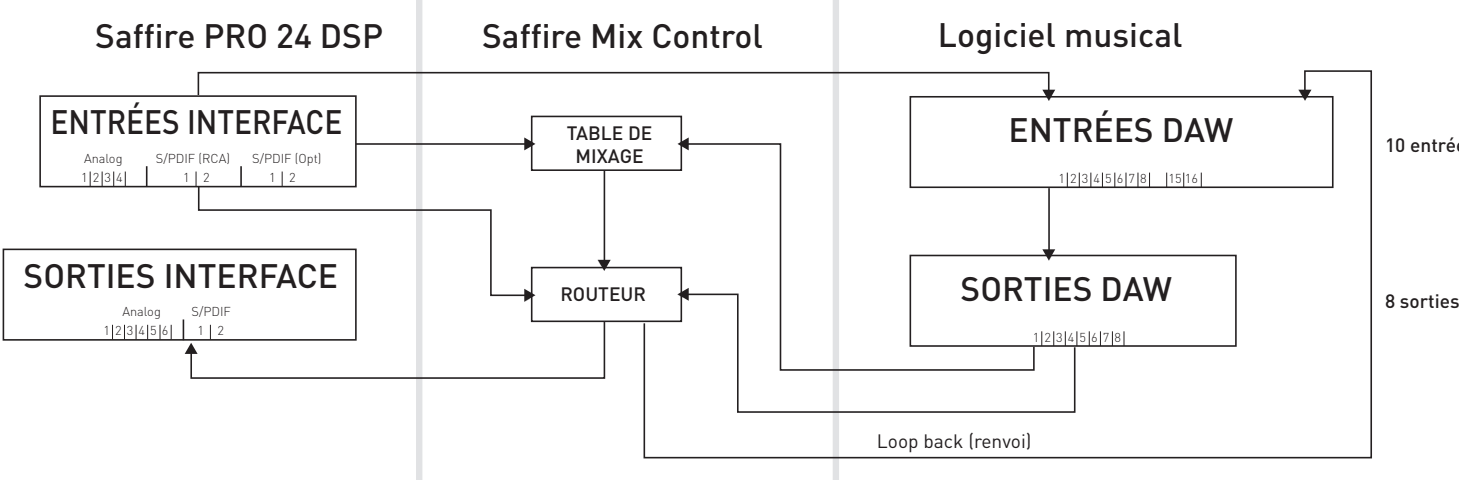 Saffire PRO 24 DSP
Saffire Mix Control
Logiciel musical
ENTRÉES INTERFACE
Analog S/PDIF (RCA) S/PDIF (Opt)
1|2|3|4| 1 | 2 1 | 2
TABLE DE
MIXAGE
ENTRÉES DAW
1|2|3|4|5|6|7|8| |15|16|
10 entrée
SORTIES INTERFACE
Analog S/PDIF
1|2|3|4|5|6| 1 | 2
ROUTEUR
SORTIES DAW
1|2|3|4|5|6|7|8|
8 sorties
Loop back (renvoi)